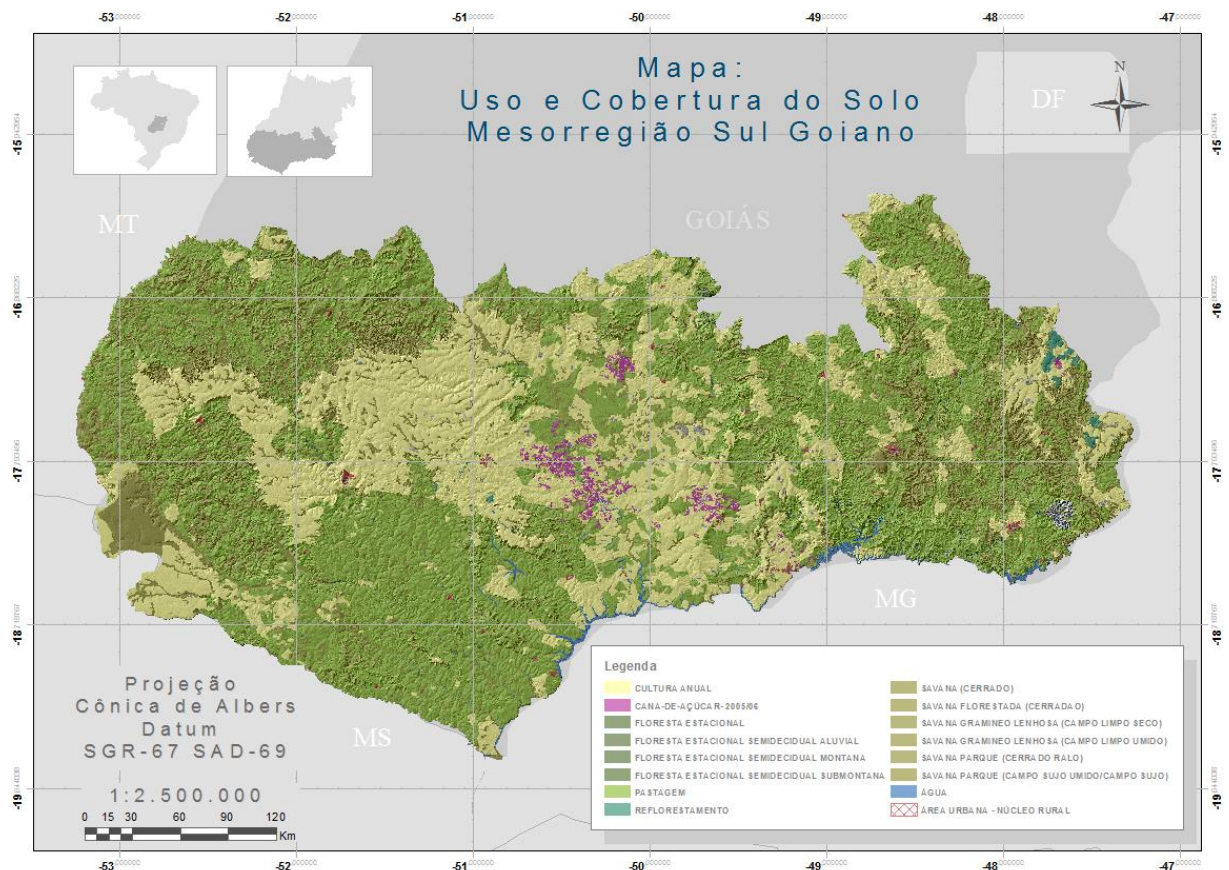 -53 -52 -51 -50 -49 -48 -47
Mapa:
Uso e Cobertura do Solo
Mesorregião Sul Goiano
N
DF
MT
GOIÁS
MG
MS
-15
-16
-17
-18
-19
-15
-16
-17
-18
-19
Projeção
Cônica de Albers
Datum
SGR-67 SAD-69
1:2.500.000
0 15 30 60 90 120
Km
Legenda
CULTURA ANUAL
CANA-DE-AÇÚCAR- 2005/06
FLORESTA ESTACIONAL
FLORESTA ESTACIONAL SEMIDECIDUAL ALUVIAL
FLORESTA ESTACIONAL SEMIDECIDUAL MONTANA
FLORESTA ESTACIONAL SEMIDECIDUAL SUBMONTANA
PASTAGEM
REFLORESTAMENTO
SAVANA (CERRADO)
SAVANA FLORESTADA (CERRADAO)
SAVANA GRAMINEO LENHOSA (CAMPO LIMPO SECO)
SAVANA GRAMINEO LENHOSA (CAMPO LIMPO UMIDO)
SAVANA PARQUE (CERRADO RALO)
SAVANA PARQUE (CAMPO SUJO UMIDO/CAMPO SUJO)
ÁGUA
ÁREA URBANA - NÚCLEO RURAL
-53 -52 -51 -50 -49 -48 -47